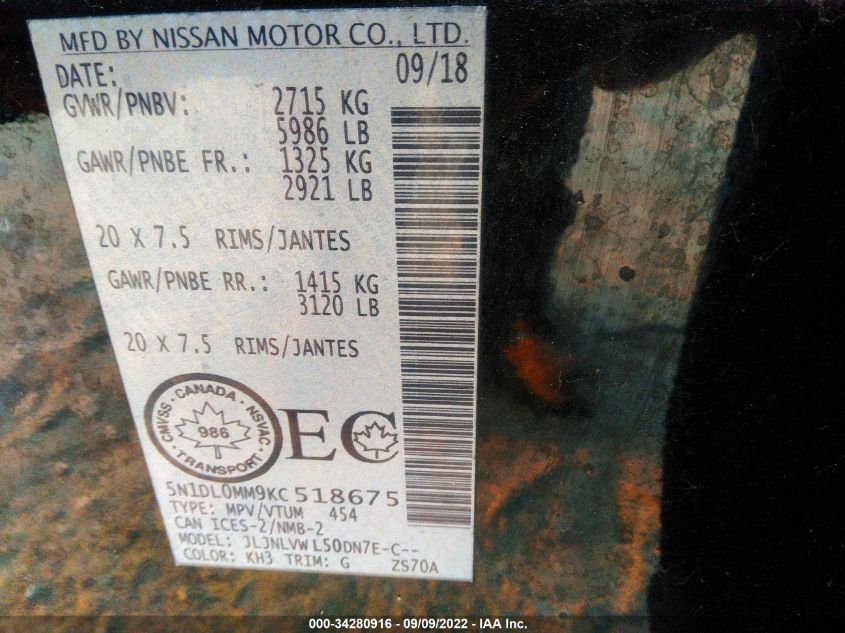 MFD BY NISSAN MOTOR CO., LTD.
DATE: 09/18
GVWR/PNBV: 2715 KG
5986 LB
GAWR/PNBE FR.: 1325 KG
2921 LB
20 X 7.5 RIMS/JANTES
GAWR/PNBE RR.: 1415 KG
3120 LB
20 X 7.5 RIMS/JANTES
CMVSS · CANADA · NSVAC · TRANSPORT ·
986
EC
5N1DL0MM9KC518675
TYPE: MPV/VTUM 454
CAN ICES-2/NMB-2
MODEL: JLJNLVW L50DN7E-C--
COLOR: KH3 TRIM: G ZS70A
000-34280916 - 09/09/2022 - IAA Inc.